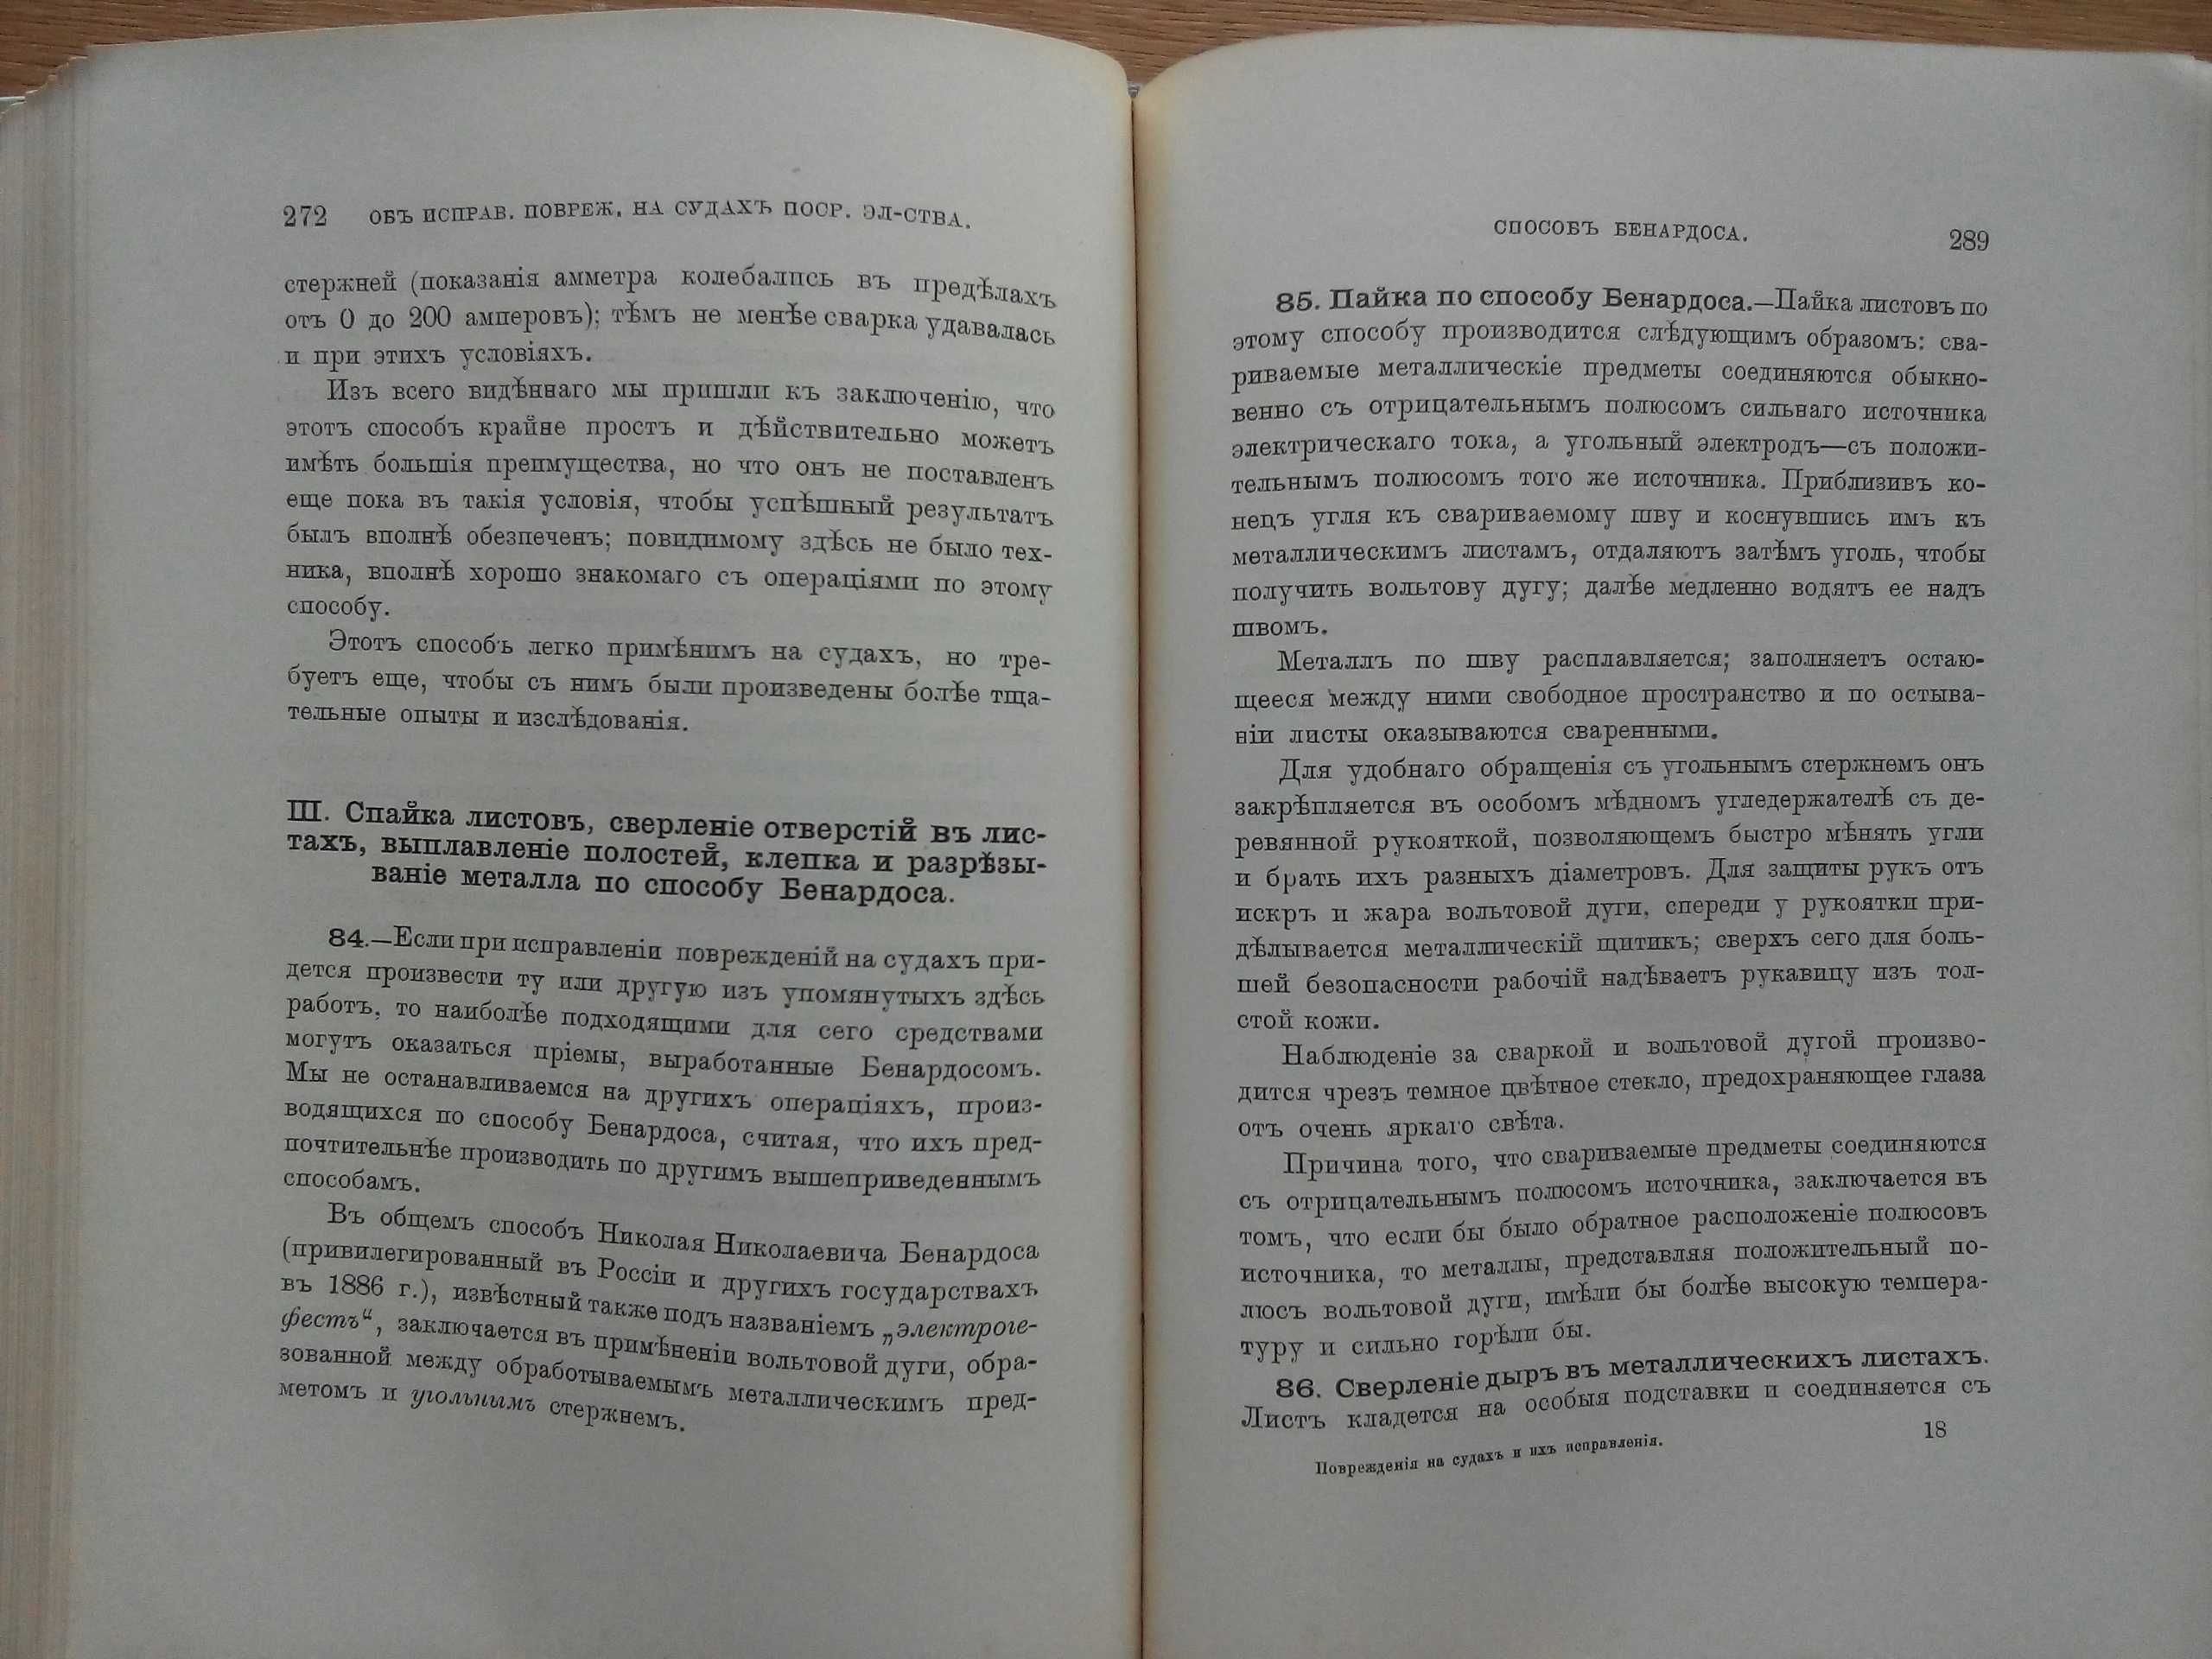 272 ОБЪ ИСПРАВ. ПОВРЕЖ. НА СУДАХЪ ПОСР. ЭЛ-СТВА.
стержней (показанія амметра колебались въ предѣлахъ
отъ 0 до 200 амперовъ); тѣмъ не менѣе сварка удавалась
и при этихъ условіяхъ.
Изъ всего видѣннаго мы пришли къ заключенію, что
этотъ способъ крайне простъ и дѣйствительно можетъ
имѣть большія преимущества, но что онъ не поставленъ
еще пока въ такія условія, чтобы успѣшный результатъ
былъ вполнѣ обезпеченъ; повидимому здѣсь не было тех-
ника, вполнѣ хорошо знакомаго съ операціями по этому
способу.
Этотъ способъ легко примѣнимъ на судахъ, но тре-
буетъ еще, чтобы съ нимъ были произведены болѣе тща-
тельные опыты и изслѣдованія.
III. Спайка листовъ, сверленіе отверстій въ лис-
тахъ, выплавленіе полостей, клепка и разрѣзы-
ваніе металла по способу Бенардоса.
84.—Если при исправленіи поврежденій на судахъ при-
дется произвести ту или другую изъ упомянутыхъ здѣсь
работъ, то наиболѣе подходящими для сего средствами
могутъ оказаться пріемы, выработанные Бенардосомъ.
Мы не останавливаемся на другихъ операціяхъ, произ-
водящихся по способу Бенардоса, считая, что ихъ пред-
почтительнѣе производить по другимъ вышеприведеннымъ
способамъ.
Въ общемъ способъ Николая Николаевича Бенардоса
(привилегированный въ Россіи и другихъ государствахъ
въ 1886 г.), извѣстный также подъ названіемъ „электроге-
фестъ“, заключается въ примѣненіи вольтовой дуги, обра-
зованной между обработываемымъ металлическимъ пред-
метомъ и угольнымъ стержнемъ.
СПОСОБЪ БЕНАРДОСА. 289
85. Пайка по способу Бенардоса.—Пайка листовъ по
этому способу производится слѣдующимъ образомъ: сва-
риваемые металлическіе предметы соединяются обыкно-
венно съ отрицательнымъ полюсомъ сильнаго источника
электрическаго тока, а угольный электродъ—съ положи-
тельнымъ полюсомъ того же источника. Приблизивъ ко-
нецъ угля къ свариваемому шву и коснувшись имъ къ
металлическимъ листамъ, отдаляютъ затѣмъ уголь, чтобы
получить вольтову дугу; далѣе медленно водятъ ее надъ
швомъ.
Металлъ по шву расплавляется; заполняетъ остаю-
щееся между ними свободное пространство и по остыва-
ніи листы оказываются сваренными.
Для удобнаго обращенія съ угольнымъ стержнемъ онъ
закрѣпляется въ особомъ мѣдномъ угледержателѣ съ де-
ревянной рукояткой, позволяющемъ быстро мѣнять угли
и брать ихъ разныхъ діаметровъ. Для защиты рукъ отъ
искръ и жара вольтовой дуги, спереди у рукоятки при-
дѣлывается металлическій щитикъ; сверхъ сего для боль-
шей безопасности рабочій надѣваетъ рукавицу изъ тол-
стой кожи.
Наблюденіе за сваркой и вольтовой дугой произво-
дится чрезъ темное цвѣтное стекло, предохраняющее глаза
отъ очень яркаго свѣта.
Причина того, что свариваемые предметы соединяются
съ отрицательнымъ полюсомъ источника, заключается въ
томъ, что если бы было обратное расположеніе полюсовъ
источника, то металлы, представляя положительный по-
люсъ вольтовой дуги, имѣли бы болѣе высокую темпера-
туру и сильно горѣли бы.
86. Сверленіе дыръ въ металлическихъ листахъ.
Листъ кладется на особыя подставки и соединяется съ
Поврежденія на судахъ и ихъ исправленія. 18